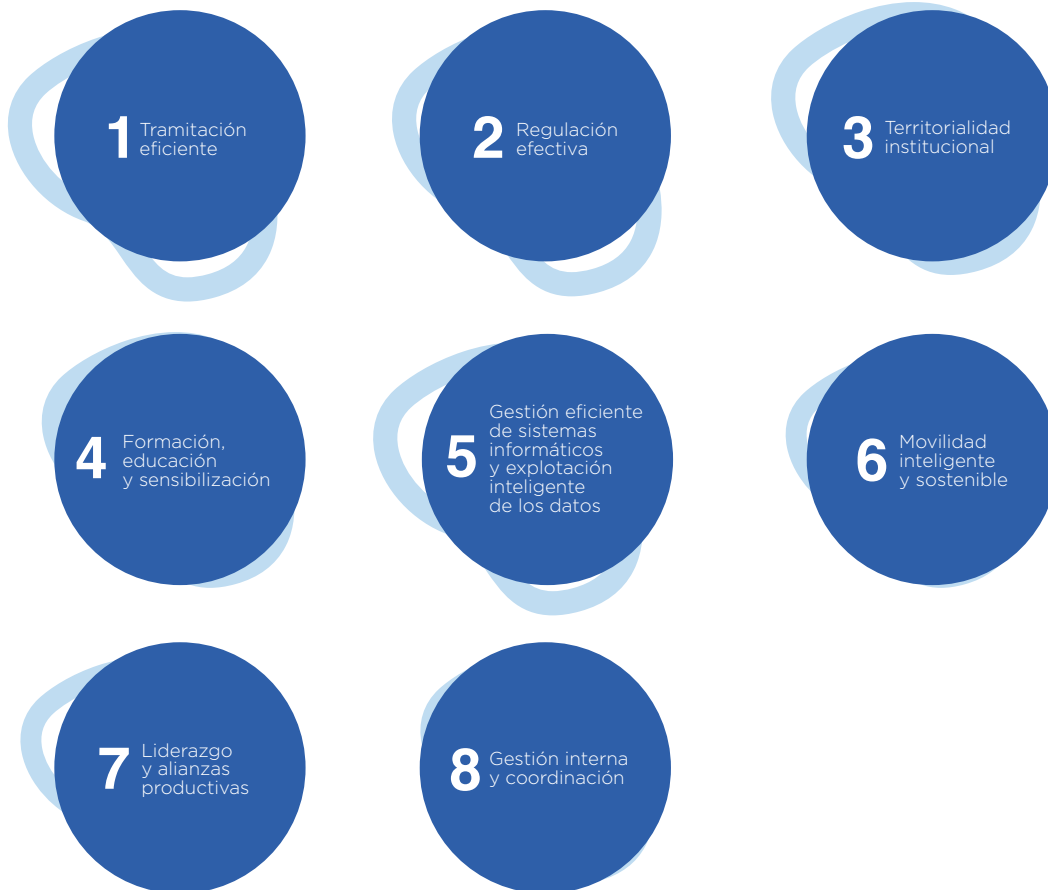 1 Tramitación
eficiente
2 Regulación
efectiva
3 Territorialidad
institucional
4 Formación,
educación
y sensibilización
5 Gestión eficiente
de sistemas
informáticos
y explotación
inteligente
de los datos
6 Movilidad
inteligente
y sostenible
7 Liderazgo
y alianzas
productivas
8 Gestión interna
y coordinación